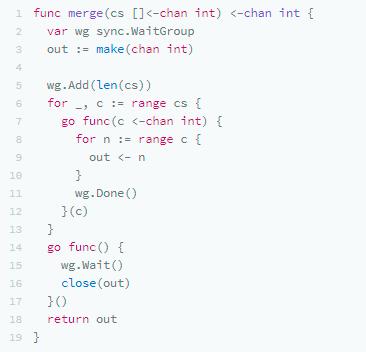 1 func merge(cs []<-chan int) <-chan int {
2   var wg sync.WaitGroup
3   out := make(chan int)
4
5   wg.Add(len(cs))
6   for _, c := range cs {
7     go func(c <-chan int) {
8       for n := range c {
9         out <- n
10       }
11       wg.Done()
12     }(c)
13   }
14   go func() {
15     wg.Wait()
16     close(out)
17   }()
18   return out
19 }